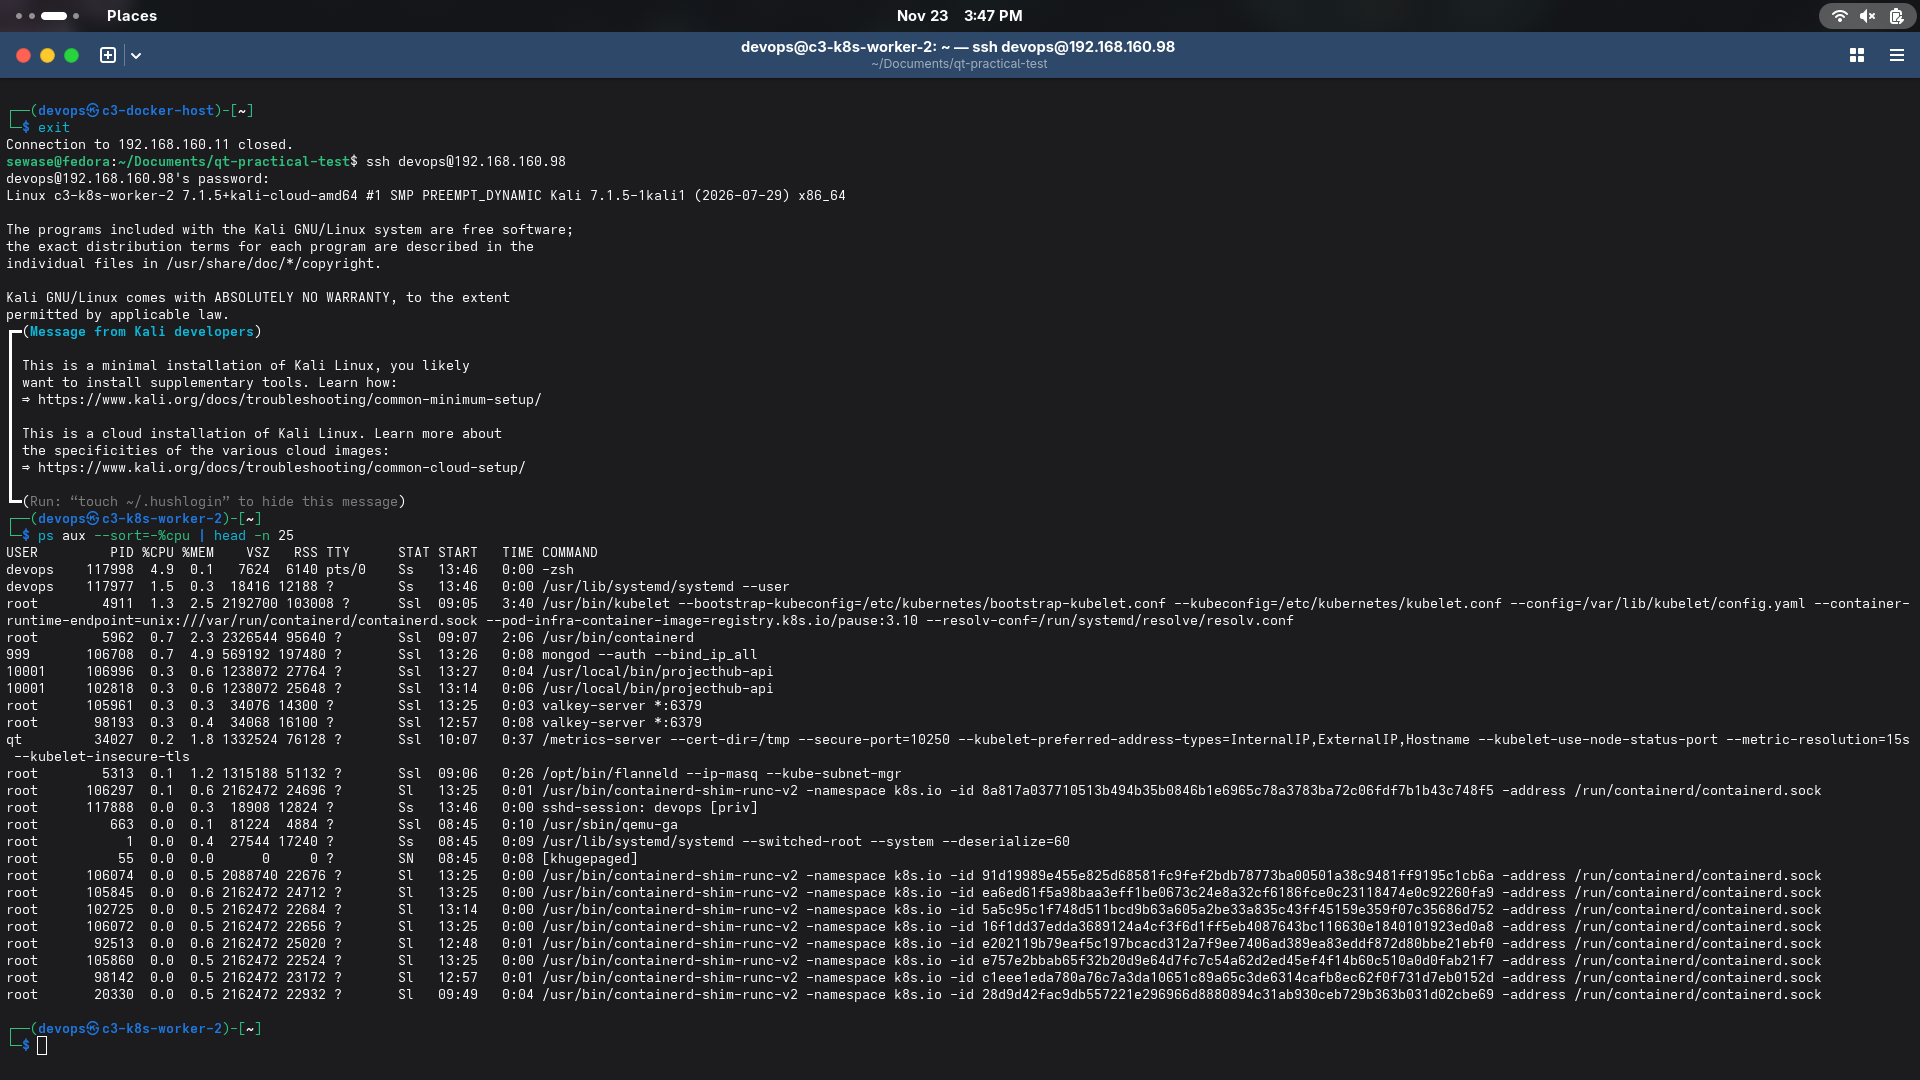 Places
Nov 23 3:47 PM
devops@c3-k8s-worker-2: ~ — ssh devops@192.168.160.98
~/Documents/qt-practical-test
┌──(devops㉿c3-docker-host)-[~]
└─$ exit
Connection to 192.168.160.11 closed.
sewase@fedora:~/Documents/qt-practical-test$ ssh devops@192.168.160.98
devops@192.168.160.98's password:
Linux c3-k8s-worker-2 7.1.5+kali-cloud-amd64 #1 SMP PREEMPT_DYNAMIC Kali 7.1.5-1kali1 (2026-07-29) x86_64
The programs included with the Kali GNU/Linux system are free software;
the exact distribution terms for each program are described in the
individual files in /usr/share/doc/*/copyright.
Kali GNU/Linux comes with ABSOLUTELY NO WARRANTY, to the extent
permitted by applicable law.
┏━(Message from Kali developers)
┃ This is a minimal installation of Kali Linux, you likely
┃ want to install supplementary tools. Learn how:
┃ ⇒ https://www.kali.org/docs/troubleshooting/common-minimum-setup/
┃ This is a cloud installation of Kali Linux. Learn more about
┃ the specificities of the various cloud images:
┃ ⇒ https://www.kali.org/docs/troubleshooting/common-cloud-setup/
┗━(Run: “touch ~/.hushlogin” to hide this message)
┌──(devops㉿c3-k8s-worker-2)-[~]
└─$ ps aux --sort=-%cpu | head -n 25
USER PID %CPU %MEM VSZ RSS TTY STAT START TIME COMMAND
devops 117998 4.9 0.1 7624 6140 pts/0 Ss 13:46 0:00 -zsh
devops 117977 1.5 0.3 18416 12188 ? Ss 13:46 0:00 /usr/lib/systemd/systemd --user
root 4911 1.3 2.5 2192700 103008 ? Ssl 09:05 3:40 /usr/bin/kubelet --bootstrap-kubeconfig=/etc/kubernetes/bootstrap-kubelet.conf --kubeconfig=/etc/kubernetes/kubelet.conf --config=/var/lib/kubelet/config.yaml --container-
runtime-endpoint=unix:///var/run/containerd/containerd.sock --pod-infra-container-image=registry.k8s.io/pause:3.10 --resolv-conf=/run/systemd/resolve/resolv.conf
root 5962 0.7 2.3 2326544 95640 ? Ssl 09:07 2:06 /usr/bin/containerd
999 106708 0.7 4.9 569192 197480 ? Ssl 13:26 0:08 mongod --auth --bind_ip_all
10001 106996 0.3 0.6 1238072 27764 ? Ssl 13:27 0:04 /usr/local/bin/projecthub-api
10001 102818 0.3 0.6 1238072 25648 ? Ssl 13:14 0:06 /usr/local/bin/projecthub-api
root 105961 0.3 0.3 34076 14300 ? Ssl 13:25 0:03 valkey-server *:6379
root 98193 0.3 0.4 34068 16100 ? Ssl 12:57 0:08 valkey-server *:6379
qt 34027 0.2 1.8 1332524 76128 ? Ssl 10:07 0:37 /metrics-server --cert-dir=/tmp --secure-port=10250 --kubelet-preferred-address-types=InternalIP,ExternalIP,Hostname --kubelet-use-node-status-port --metric-resolution=15s
--kubelet-insecure-tls
root 5313 0.1 1.2 1315188 51132 ? Ssl 09:06 0:26 /opt/bin/flanneld --ip-masq --kube-subnet-mgr
root 106297 0.1 0.6 2162472 24696 ? Sl 13:25 0:01 /usr/bin/containerd-shim-runc-v2 -namespace k8s.io -id 8a817a037710513b494b35b0846b1e6965c78a3783ba72c06fdf7b1b43c748f5 -address /run/containerd/containerd.sock
root 117888 0.0 0.3 18908 12824 ? Ss 13:46 0:00 sshd-session: devops [priv]
root 663 0.0 0.1 81224 4884 ? Ssl 08:45 0:10 /usr/sbin/qemu-ga
root 1 0.0 0.4 27544 17240 ? Ss 08:45 0:09 /usr/lib/systemd/systemd --switched-root --system --deserialize=60
root 55 0.0 0.0 0 0 ? SN 08:45 0:08 [khugepaged]
root 106074 0.0 0.5 2088740 22676 ? Sl 13:25 0:00 /usr/bin/containerd-shim-runc-v2 -namespace k8s.io -id 91d19989e455e825d68581fc9fef2bdb78773ba00501a38c9481ff9195c1cb6a -address /run/containerd/containerd.sock
root 105845 0.0 0.6 2162472 24712 ? Sl 13:25 0:00 /usr/bin/containerd-shim-runc-v2 -namespace k8s.io -id ea6ed61f5a98baa3eff1be0673c24e8a32cf6186fce0c23118474e0c92260fa9 -address /run/containerd/containerd.sock
root 102725 0.0 0.5 2162472 22684 ? Sl 13:14 0:00 /usr/bin/containerd-shim-runc-v2 -namespace k8s.io -id 5a5c95c1f748d511bcd9b63a605a2be33a835c43ff45159e359f07c35686d752 -address /run/containerd/containerd.sock
root 106072 0.0 0.5 2162472 22656 ? Sl 13:25 0:00 /usr/bin/containerd-shim-runc-v2 -namespace k8s.io -id 16f1dd37edda3689124a4cf3f6d1ff5eb4087643bc116630e1840101923ed0a8 -address /run/containerd/containerd.sock
root 92513 0.0 0.6 2162472 25020 ? Sl 12:48 0:01 /usr/bin/containerd-shim-runc-v2 -namespace k8s.io -id e202119b79eaf5c197bcacd312a7f9ee7406ad389ea83eddf872d80bbe21ebf0 -address /run/containerd/containerd.sock
root 105860 0.0 0.5 2162472 22524 ? Sl 13:25 0:00 /usr/bin/containerd-shim-runc-v2 -namespace k8s.io -id e757e2bbab65f32b20d9e64d7fc7c54a62d2ed45ef4f14b60c510a0d0fab21f7 -address /run/containerd/containerd.sock
root 98142 0.0 0.5 2162472 23172 ? Sl 12:57 0:01 /usr/bin/containerd-shim-runc-v2 -namespace k8s.io -id c1eee1eda780a76c7a3da10651c89a65c3de6314cafb8ec62f0f731d7eb0152d -address /run/containerd/containerd.sock
root 20330 0.0 0.5 2162472 22932 ? Sl 09:49 0:04 /usr/bin/containerd-shim-runc-v2 -namespace k8s.io -id 28d9d42fac9db557221e296966d8880894c31ab930ceb729b363b031d02cbe69 -address /run/containerd/containerd.sock
┌──(devops㉿c3-k8s-worker-2)-[~]
└─$